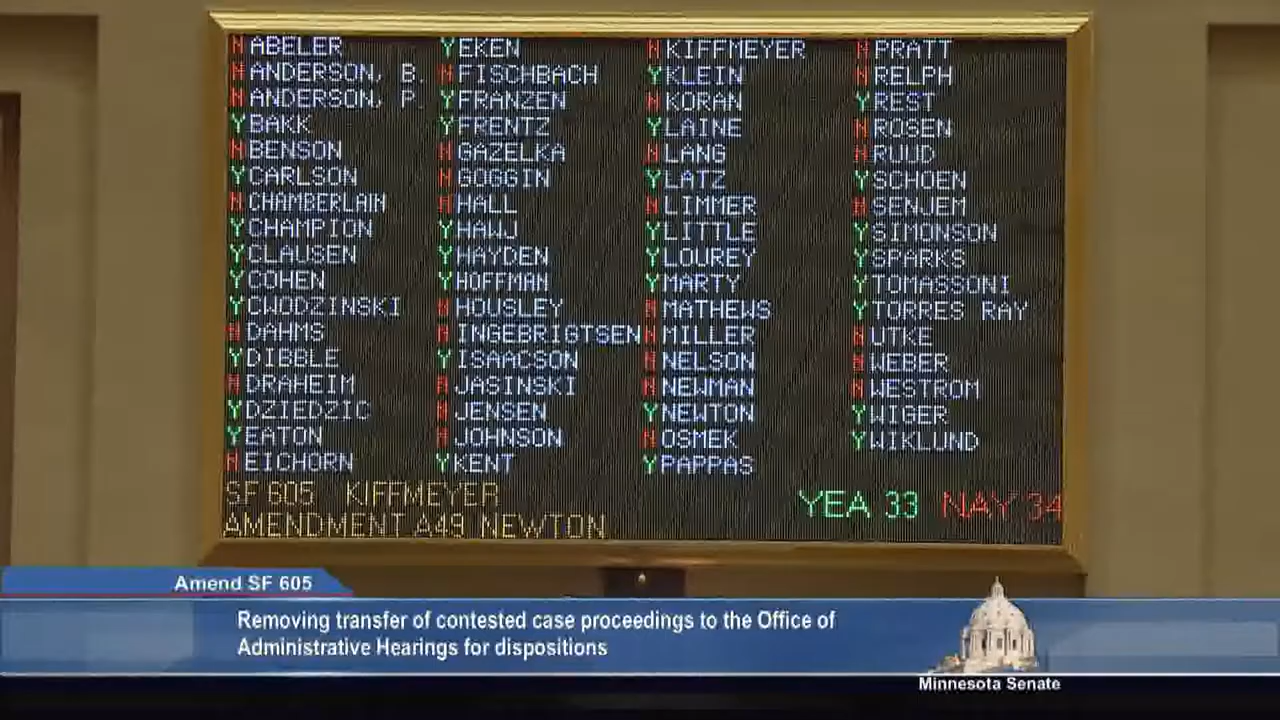 N ABELER
N ANDERSON, B.
N ANDERSON, P.
Y BAKK
N BENSON
Y CARLSON
N CHAMBERLAIN
Y CHAMPION
Y CLAUSEN
Y COHEN
Y CWODZINSKI
N DAHMS
Y DIBBLE
N DRAHEIM
Y DZIEDZIC
Y EATON
N EICHORN
Y EKEN
N FISCHBACH
Y FRANZEN
Y FRENTZ
N GAZELKA
N GOGGIN
N HALL
Y HAWJ
Y HAYDEN
Y HOFFMAN
N HOUSLEY
N INGEBRIGTSEN
Y ISAACSON
N JASINSKI
N JENSEN
N JOHNSON
Y KENT
N KIFFMEYER
Y KLEIN
N KORAN
Y LAINE
N LANG
Y LATZ
N LIMMER
Y LITTLE
Y LOUREY
Y MARTY
N MATHEWS
N MILLER
N NELSON
N NEWMAN
Y NEWTON
N OSMEK
Y PAPPAS
N PRATT
N RELPH
Y REST
N ROSEN
N RUUD
Y SCHOEN
N SENJEM
Y SIMONSON
Y SPARKS
Y TOMASSONI
Y TORRES RAY
N UTKE
N WEBER
N WESTROM
Y WIGER
Y WIKLUND
SF 605 KIFFMEYER
AMENDMENT A49 NEWTON
YEA 33 NAY 34
Amend SF 605
Removing transfer of contested case proceedings to the Office of
Administrative Hearings for dispositions
Minnesota Senate